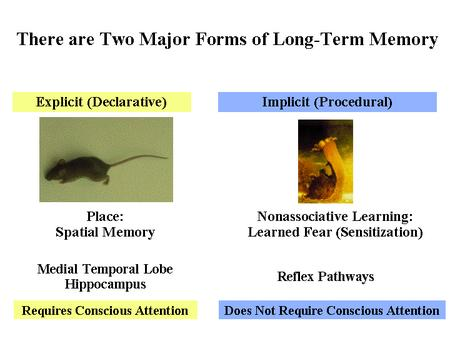 There are Two Major Forms of Long-Term Memory
Explicit (Declarative)
Place:
Spatial Memory
Medial Temporal Lobe
Hippocampus
Requires Conscious Attention
Implicit (Procedural)
Nonassociative Learning:
Learned Fear (Sensitization)
Reflex Pathways
Does Not Require Conscious Attention